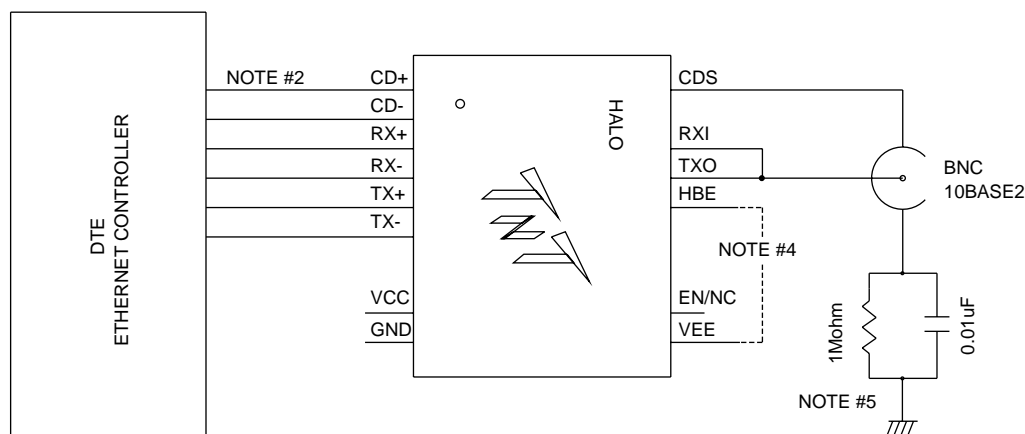 DTE
ETHERNET CONTROLLER
NOTE #2
CD+
CD-
RX+
RX-
TX+
TX-
VCC
GND
HALO
CDS
RXI
TXO
HBE
NOTE #4
EN/NC
VEE
BNC
10BASE2
1Mohm
0.01uF
NOTE #5